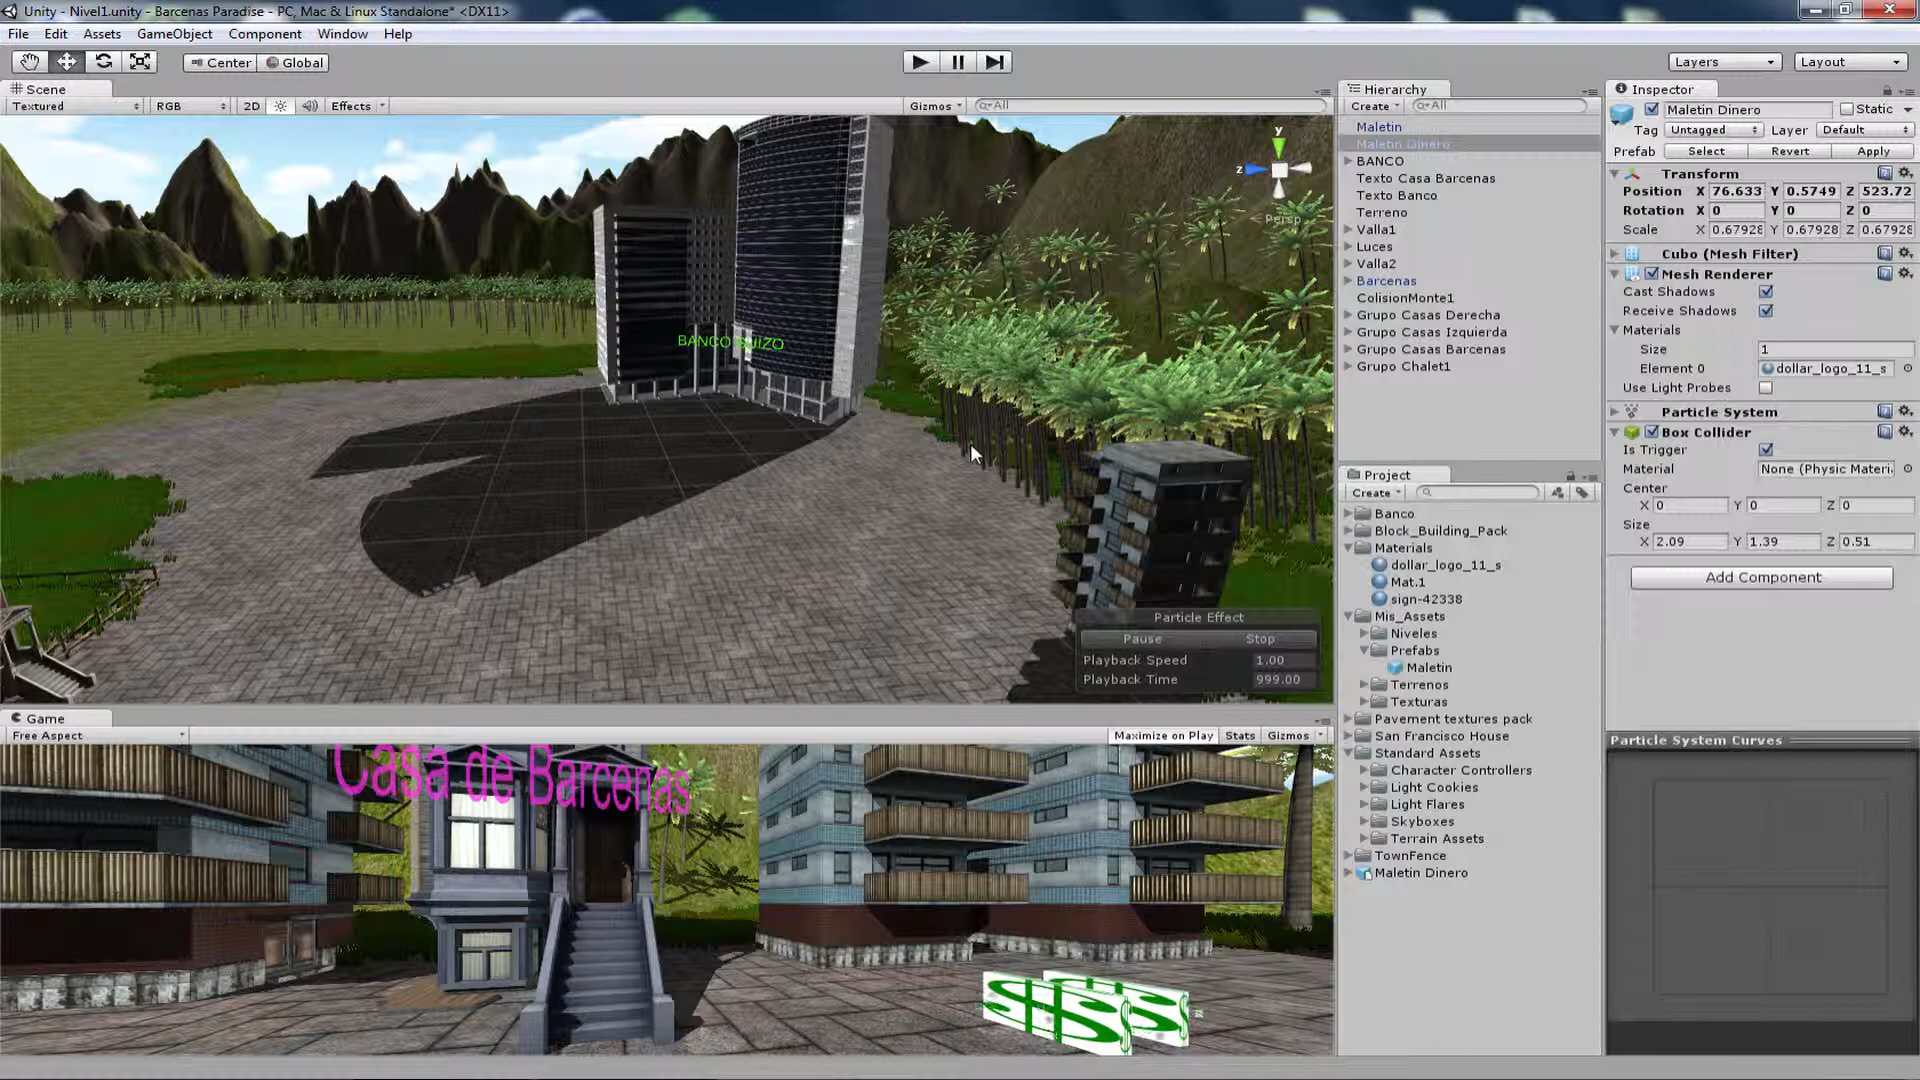 Unity - Nivel1.unity - Barcenas Paradise - PC, Mac & Linux Standalone* <DX11>
File Edit Assets GameObject Component Window Help
Center Global Layers Layout
Scene
Textured RGB 2D Effects Gizmos All
y
z
Persp
BANCO SUIZO
Particle Effect
Pause Stop
Playback Speed 1.00
Playback Time 999.00
Game
Free Aspect Maximize on Play Stats Gizmos
Casa de Barcenas
Hierarchy
Create All
Maletin
Maletin Dinero
BANCO
Texto Casa Barcenas
Texto Banco
Terreno
Valla1
Luces
Valla2
Barcenas
ColisionMonte1
Grupo Casas Derecha
Grupo Casas Izquierda
Grupo Casas Barcenas
Grupo Chalet1
Project
Create
Banco
Block_Building_Pack
Materials
dollar_logo_11_s
Mat.1
sign-42338
Mis_Assets
Niveles
Prefabs
Maletin
Terrenos
Texturas
Pavement textures pack
San Francisco House
Standard Assets
Character Controllers
Light Cookies
Light Flares
Skyboxes
Terrain Assets
TownFence
Maletin Dinero
Inspector
Maletin Dinero Static
Tag Untagged Layer Default
Prefab Select Revert Apply
Transform
Position X 76.633 Y 0.5749 Z 523.72
Rotation X 0 Y 0 Z 0
Scale X 0.67928 Y 0.67928 Z 0.67928
Cubo (Mesh Filter)
Mesh Renderer
Cast Shadows
Receive Shadows
Materials
Size 1
Element 0 dollar_logo_11_s
Use Light Probes
Particle System
Box Collider
Is Trigger
Material None (Physic Materi
Center
X 0 Y 0 Z 0
Size
X 2.09 Y 1.39 Z 0.51
Add Component
Particle System Curves